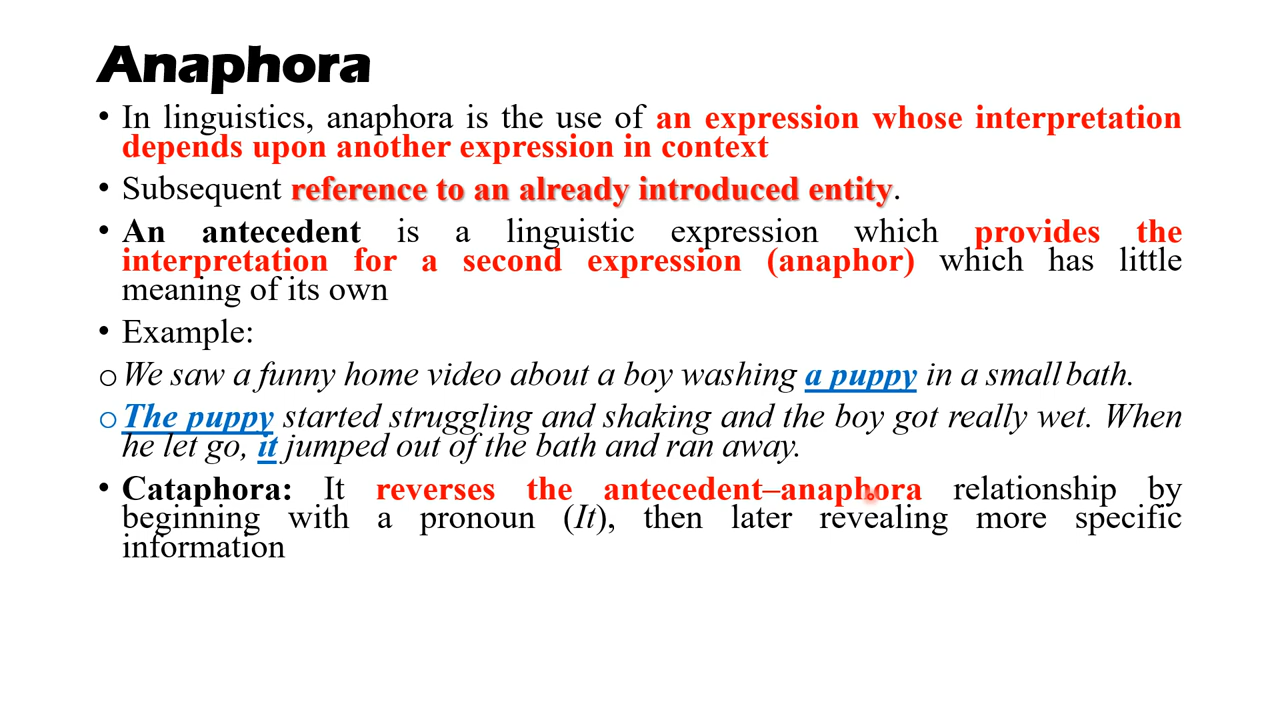 Anaphora
• In linguistics, anaphora is the use of an expression whose interpretation
depends upon another expression in context
• Subsequent reference to an already introduced entity.
• An antecedent is a linguistic expression which provides the
interpretation for a second expression (anaphor) which has little
meaning of its own
• Example:
o We saw a funny home video about a boy washing a puppy in a small bath.
o The puppy started struggling and shaking and the boy got really wet. When
he let go, it jumped out of the bath and ran away.
• Cataphora: It reverses the antecedent–anaphora relationship by
beginning with a pronoun (It), then later revealing more specific
information